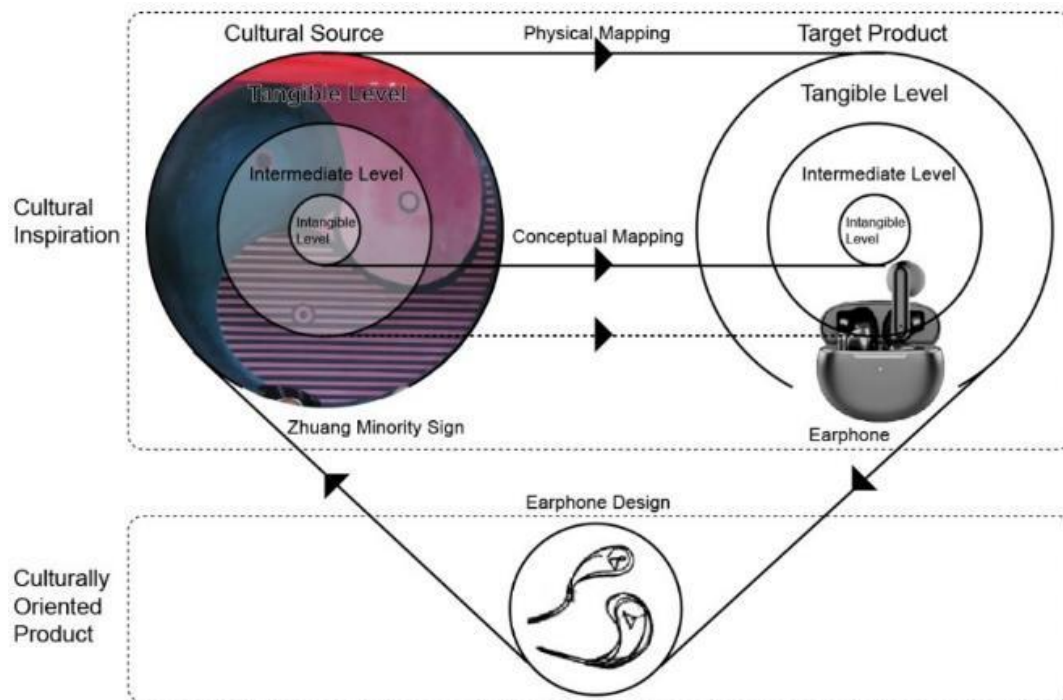 Cultural Source
Physical Mapping
Target Product
Tangible Level
Tangible Level
Intermediate Level
Intermediate Level
Intangible
Level
Intangible
Level
Cultural
Inspiration
Conceptual Mapping
Zhuang Minority Sign
Earphone
Earphone Design
Culturally
Oriented
Product